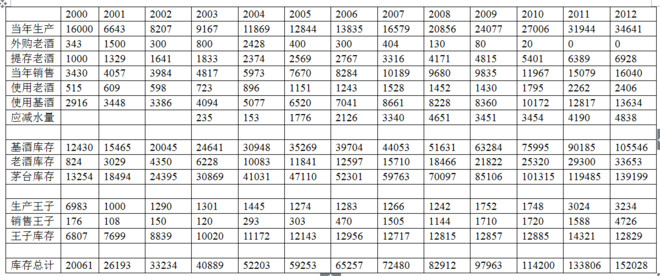 2000 2001 2002 2003 2004 2005 2006 2007 2008 2009 2010 2011 2012
当年生产 16000 6643 8207 9167 11869 12844 13835 16579 20856 24077 27006 31944 34641
外购老酒 343 1500 300 800 2428 400 300 404 130 80 20 0 0
提存老酒 1000 1329 1641 1833 2374 2569 2767 3316 4171 4815 5401 6389 6928
当年销售 3430 4057 3984 4817 5973 7670 8284 10189 9680 9835 11967 15079 16040
使用老酒 515 609 598 723 896 1151 1243 1528 1452 1430 1795 2262 2406
使用基酒 2916 3448 3386 4094 5077 6520 7041 8661 8228 8360 10172 12817 13634
应减水量 235 153 1776 2126 3340 4651 3451 3454 4190 4838
基酒库存 12430 15465 20045 24641 30948 35269 39704 44053 51631 63284 75995 90185 105546
老酒库存 824 3029 4350 6228 10083 11841 12597 15710 18466 21822 25320 29300 33653
茅台库存 13254 18494 24395 30869 41031 47110 52301 59763 70097 85106 101315 119485 139199
生产王子 6983 1000 1290 1301 1445 1274 1283 1266 1242 1752 1748 3024 3234
销售王子 176 108 150 120 293 303 470 1505 1144 1710 1720 1588 4726
王子库存 6807 7699 8839 10020 11172 12143 12956 12717 12815 12857 12885 14321 12829
库存总计 20061 26193 33234 40889 52203 59253 65257 72480 82912 97963 114200 133806 152028